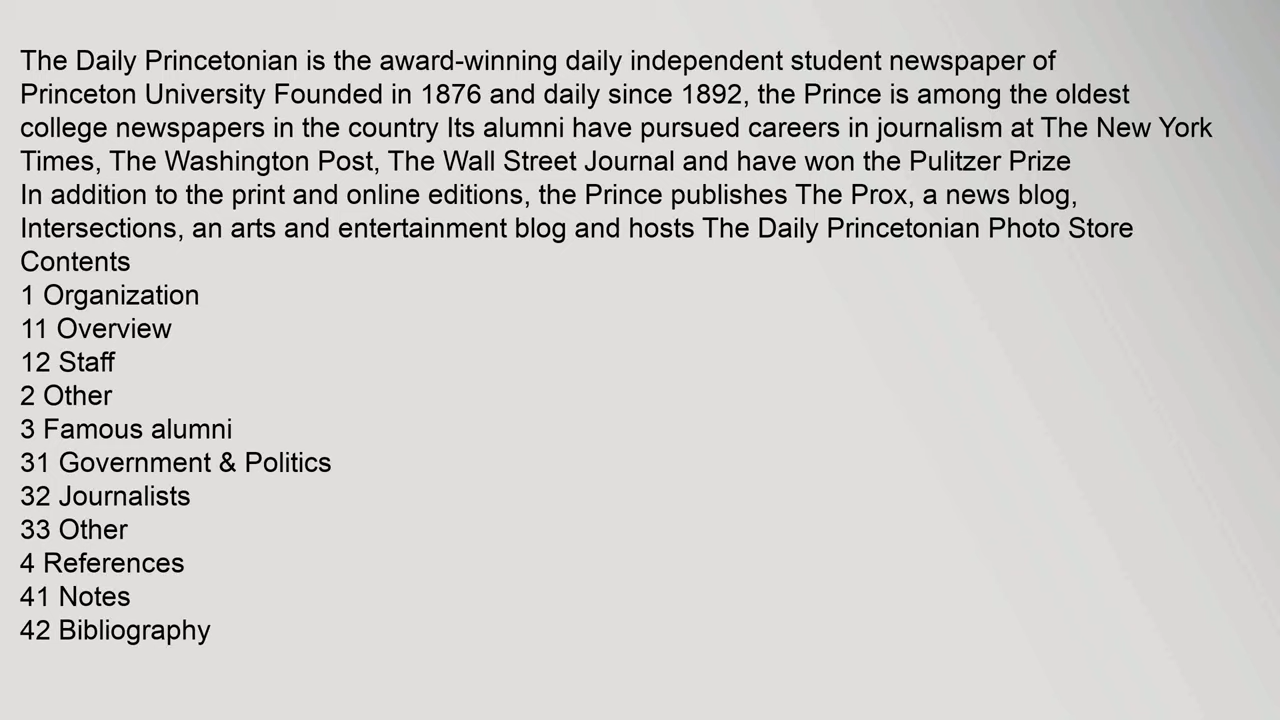 The Daily Princetonian is the award-winning daily independent student newspaper of
Princeton University Founded in 1876 and daily since 1892, the Prince is among the oldest
college newspapers in the country Its alumni have pursued careers in journalism at The New York
Times, The Washington Post, The Wall Street Journal and have won the Pulitzer Prize
In addition to the print and online editions, the Prince publishes The Prox, a news blog,
Intersections, an arts and entertainment blog and hosts The Daily Princetonian Photo Store
Contents
1 Organization
11 Overview
12 Staff
2 Other
3 Famous alumni
31 Government & Politics
32 Journalists
33 Other
4 References
41 Notes
42 Bibliography